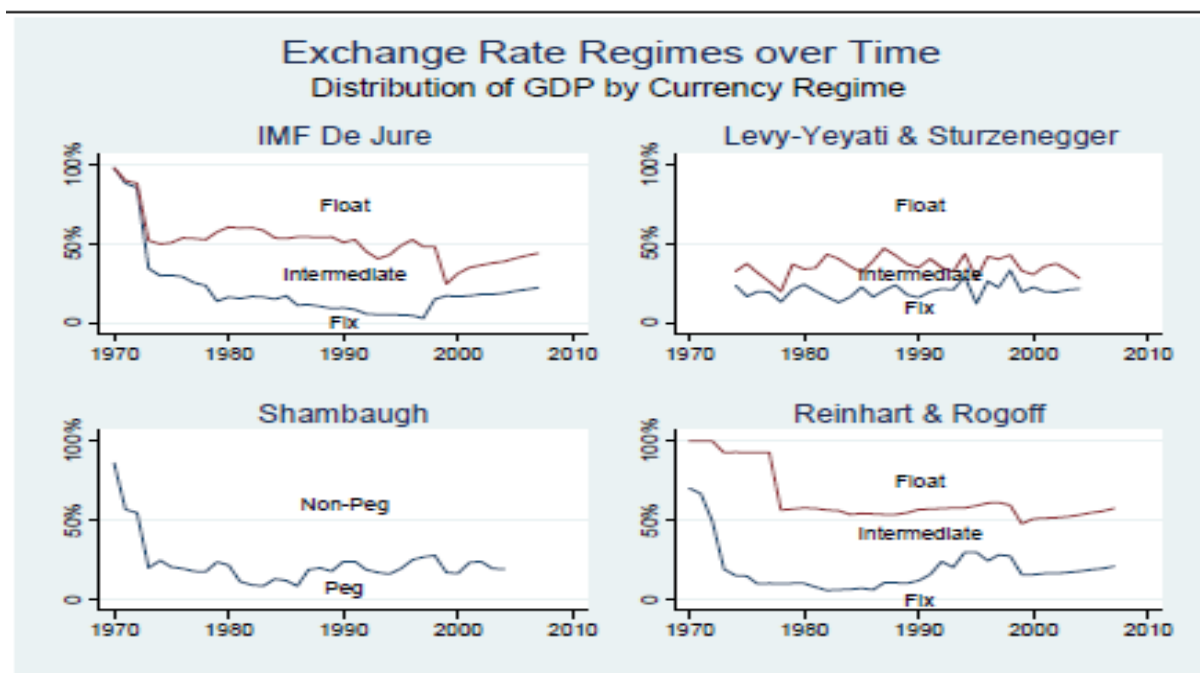 Exchange Rate Regimes over Time
Distribution of GDP by Currency Regime
IMF De Jure
100%
50%
0
Float
Intermediate
Fix
1970 1980 1990 2000 2010
Levy-Yeyati & Sturzenegger
100%
50%
0
Float
Intermediate
Fix
1970 1980 1990 2000 2010
Shambaugh
100%
50%
0
Non-Peg
Peg
1970 1980 1990 2000 2010
Reinhart & Rogoff
100%
50%
0
Float
Intermediate
Fix
1970 1980 1990 2000 2010